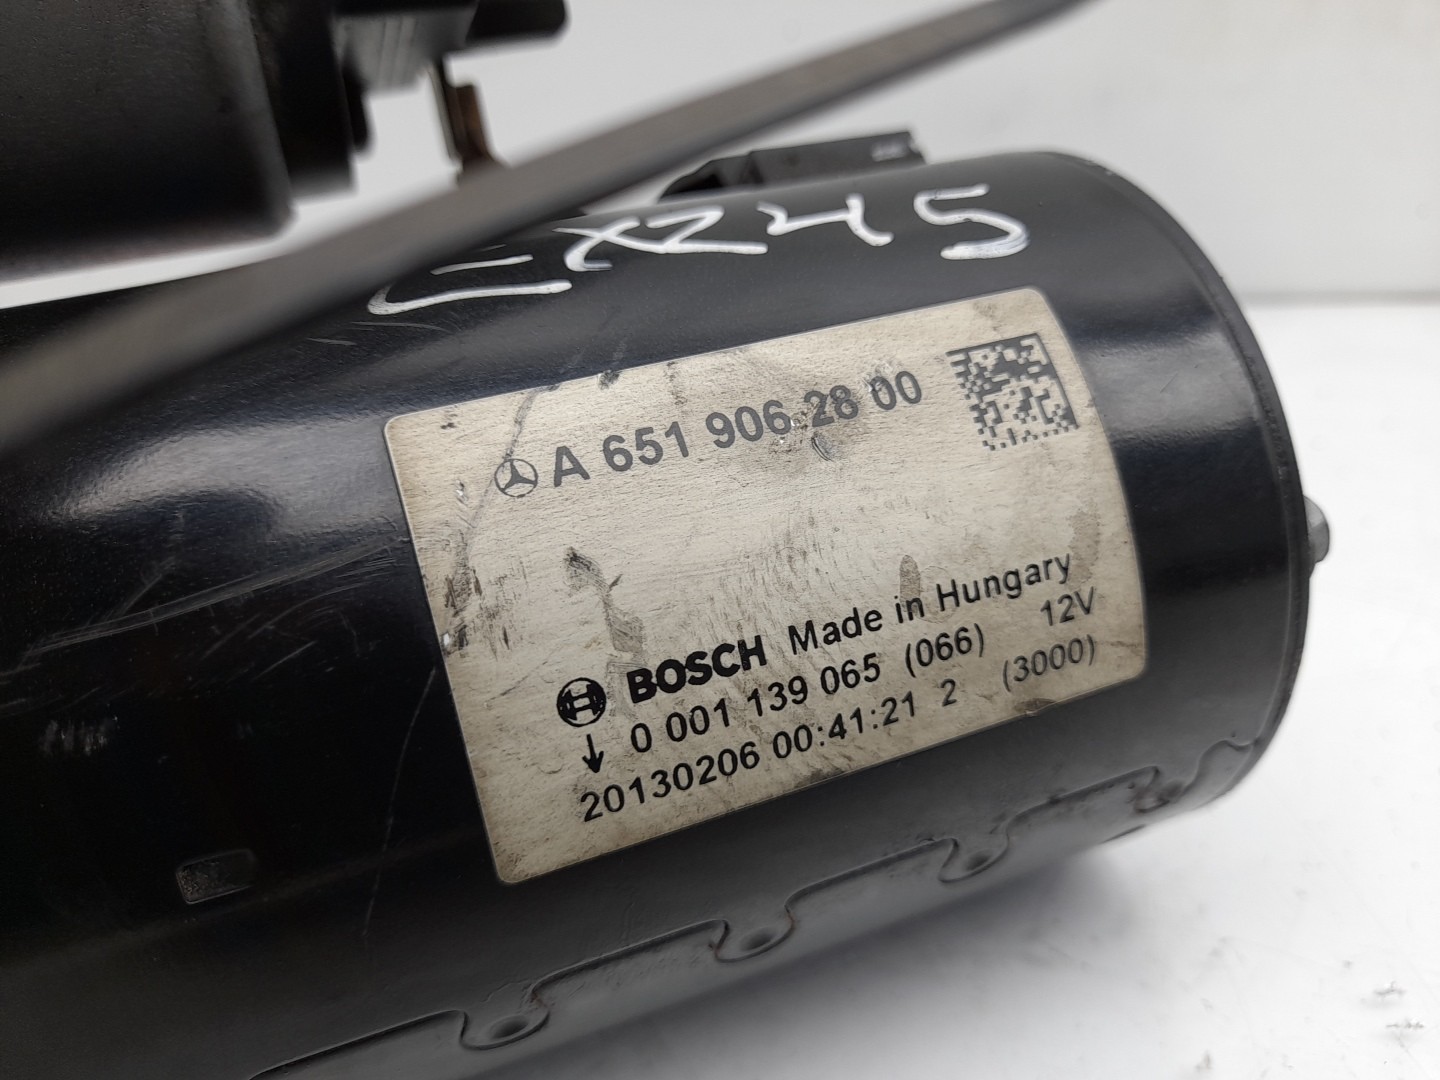 EXZ45
A 651 906 28 00
BOSCH Made in Hungary
0 001 139 065 (066) 12V
20130206 00:41:21 2 (3000)